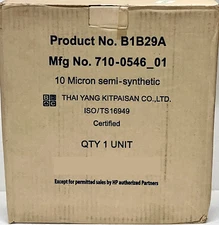 Product No. B1B29A
Mfg No. 710-0546_01
10 Micron semi-synthetic
THAI YANG KITPAISAN CO.,LTD.
ISO/TS16949
Certified
QTY 1 UNIT
Except for permitted sales by HP authorized Partners